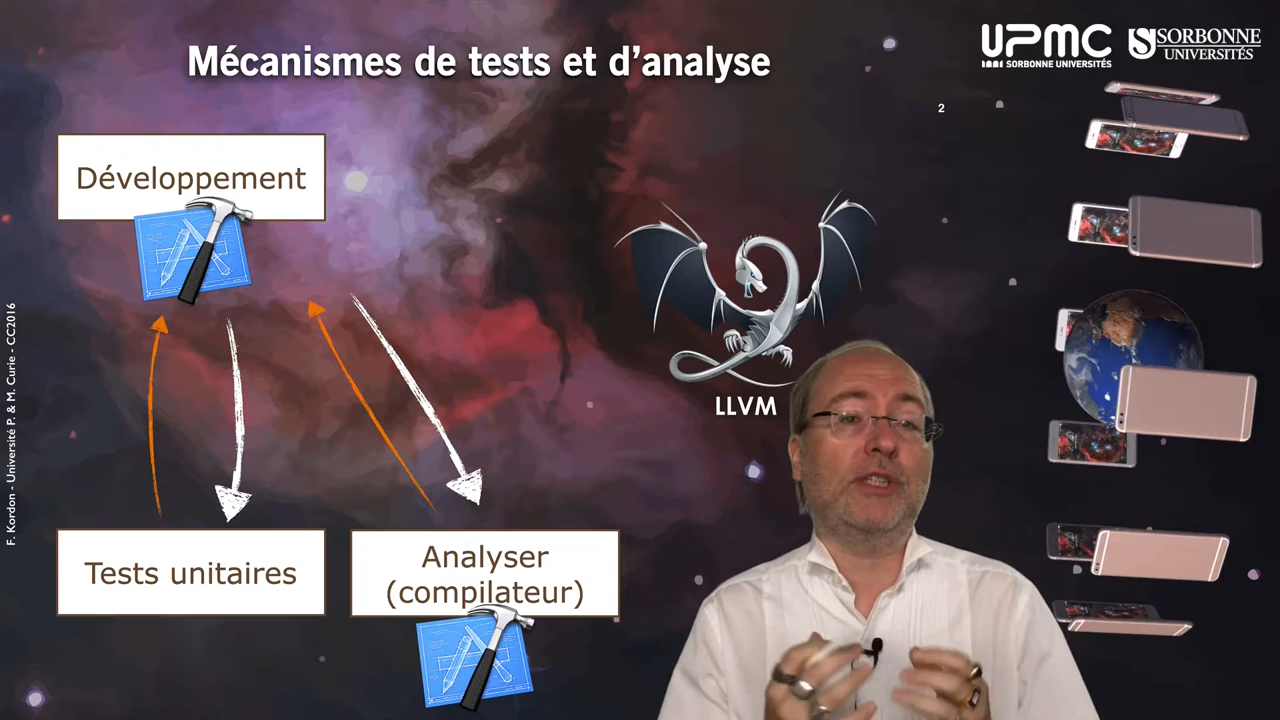 Mécanismes de tests et d'analyse
UPMC
SORBONNE UNIVERSITÉS
SORBONNE
UNIVERSITÉS
2
Développement
LLVM
Tests unitaires
Analyser
(compilateur)
F. Kordon - Université P. & M. Curie - CC2016